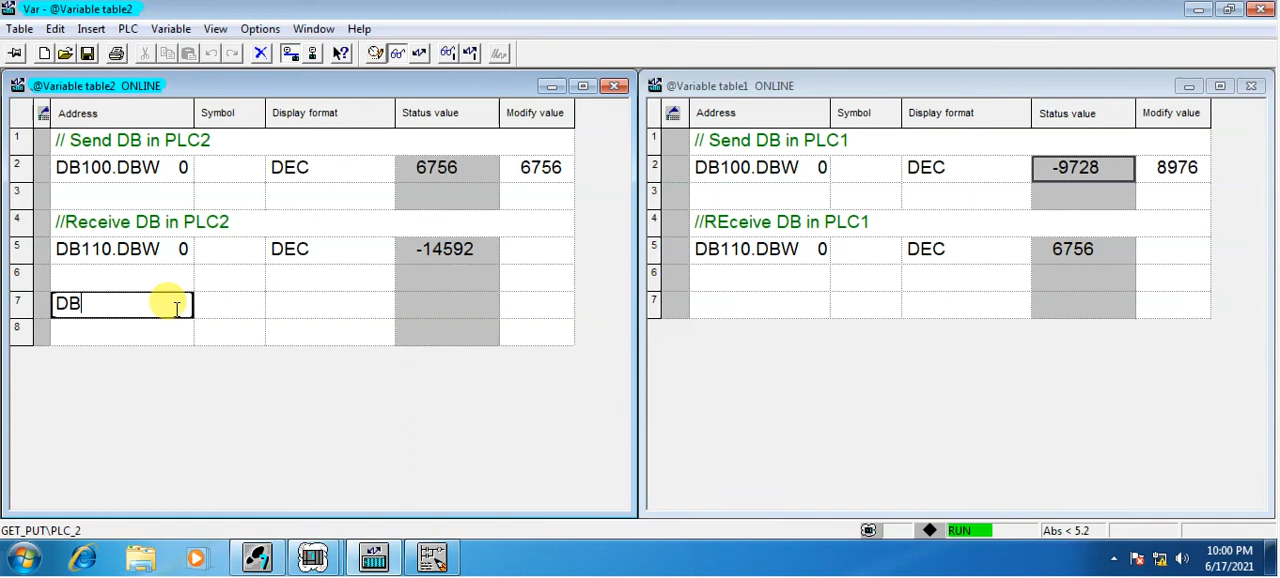 Var - @Variable table2
Table Edit Insert PLC Variable View Options Window Help
@Variable table2 ONLINE
Address Symbol Display format Status value Modify value
1 // Send DB in PLC2
2 DB100.DBW 0 DEC 6756 6756
3
4 //Receive DB in PLC2
5 DB110.DBW 0 DEC -14592
6
7 DB
8
@Variable table1 ONLINE
Address Symbol Display format Status value Modify value
1 // Send DB in PLC1
2 DB100.DBW 0 DEC -9728 8976
3
4 //REceive DB in PLC1
5 DB110.DBW 0 DEC 6756
6
7
GET_PUT\PLC_2 RUN Abs < 5.2
10:00 PM
6/17/2021